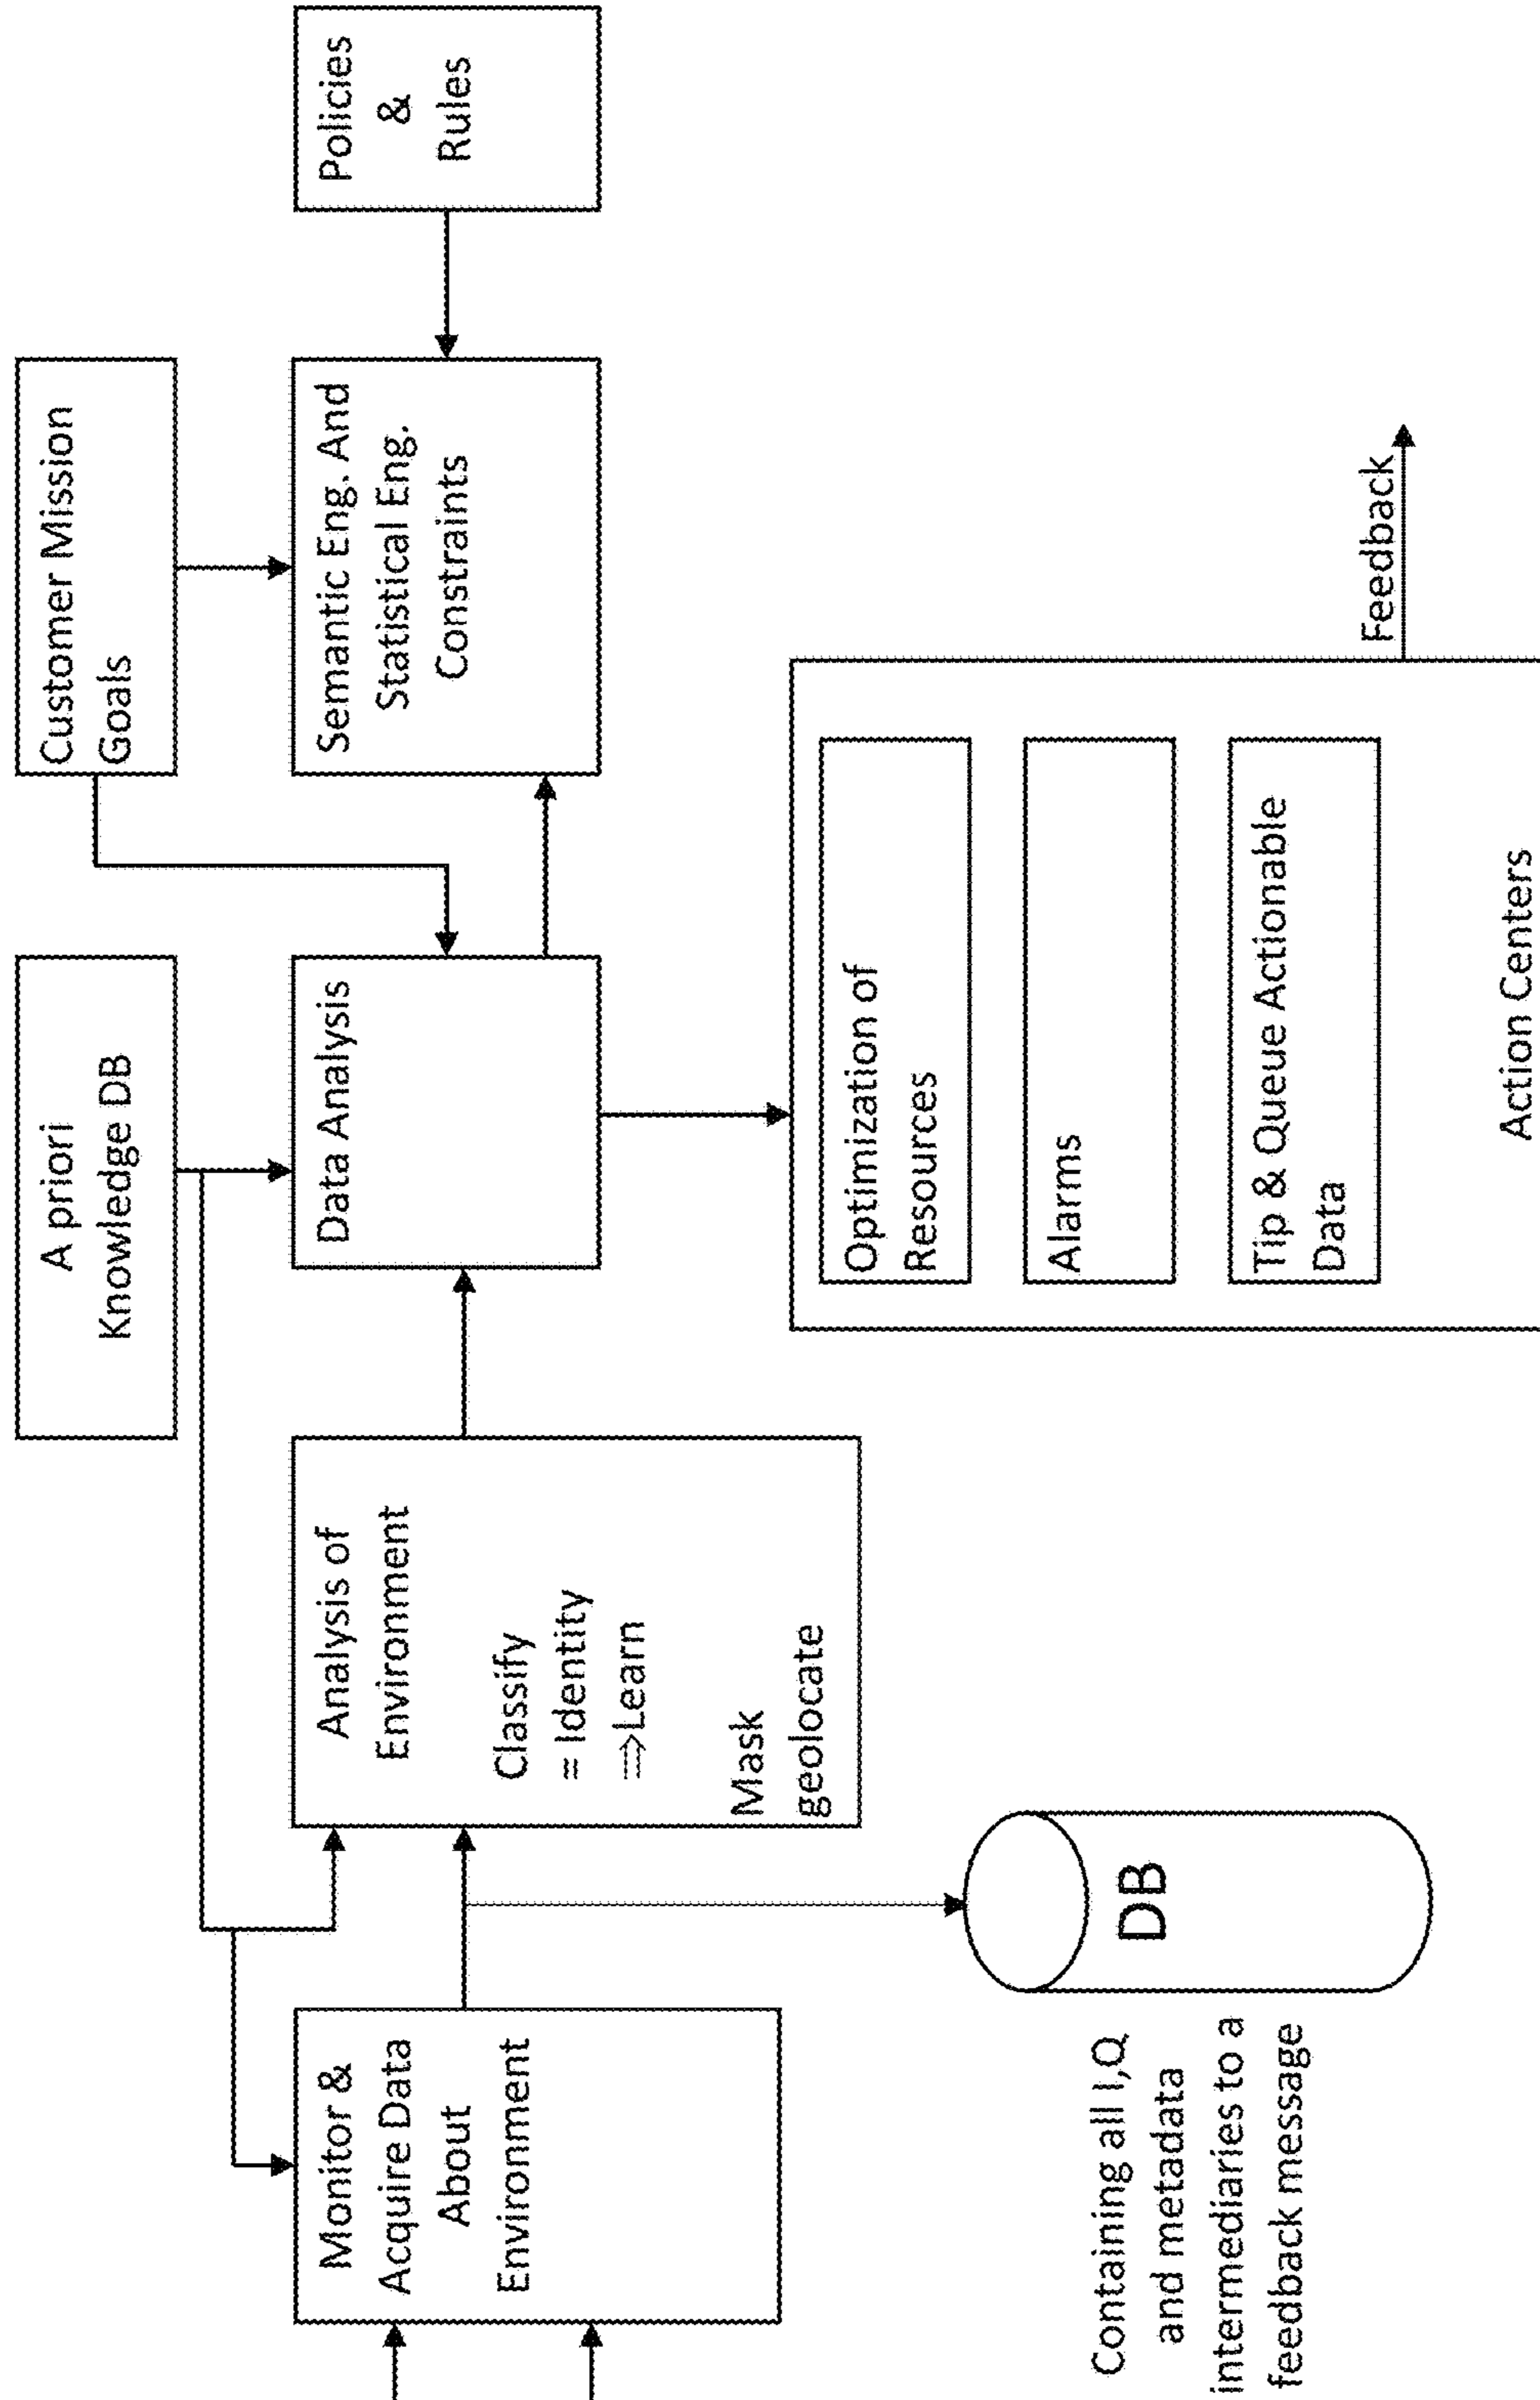 A priori
Knowledge DB
Customer Mission
Goals
Monitor &
Acquire Data
About
Environment
Analysis of
Environment
Classify
= Identity
⇒Learn
Mask
geolocate
Data Analysis
Semantic Eng. And
Statistical Eng.
Constraints
Policies
&
Rules
Containing all I,Q
and metadata
intermediaries to a
feedback message
DB
Optimization of
Resources
Alarms
Tip & Queue Actionable
Data
Action Centers
Feedback